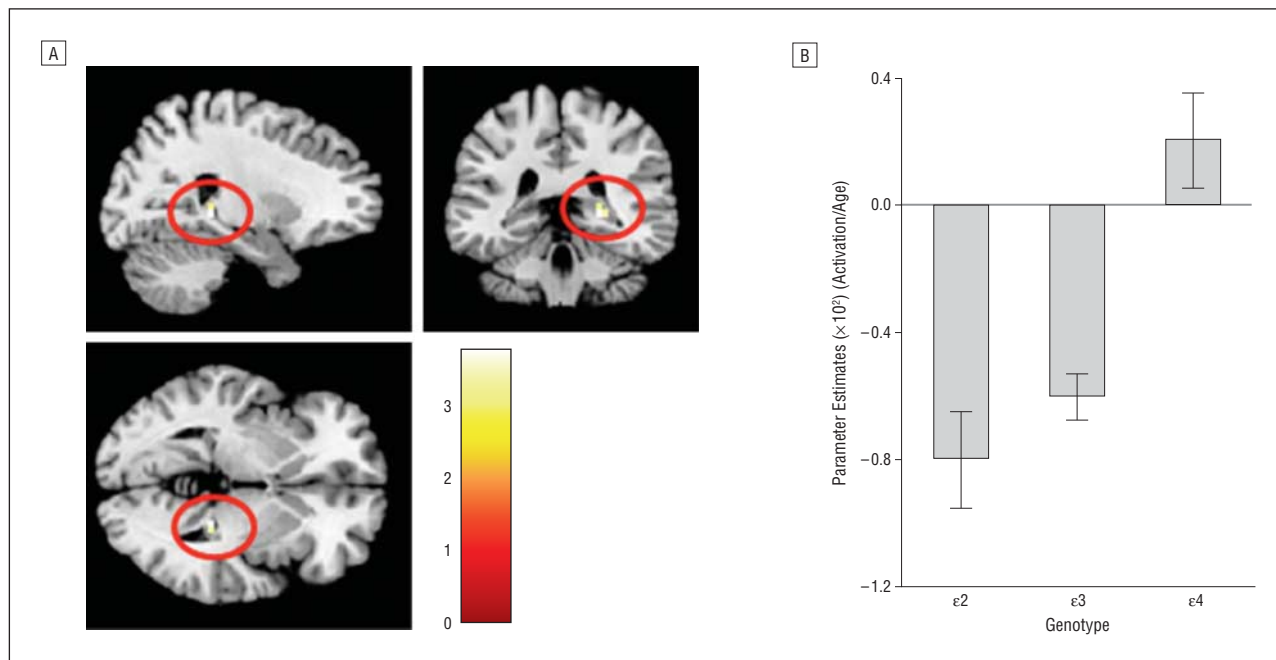 A
3
2
1
0
B
Parameter Estimates (×10²) (Activation/Age)
0.4
0.0
−0.4
−0.8
−1.2
ε2
ε3
ε4
Genotype